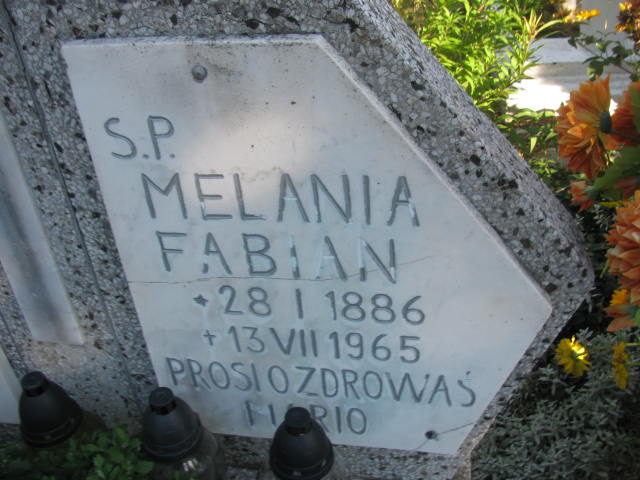 S.P.
MELANIA
FABIAN
* 28 I 1886
+ 13 VII 1965
PROSI O ZDROWAŚ
MARIO